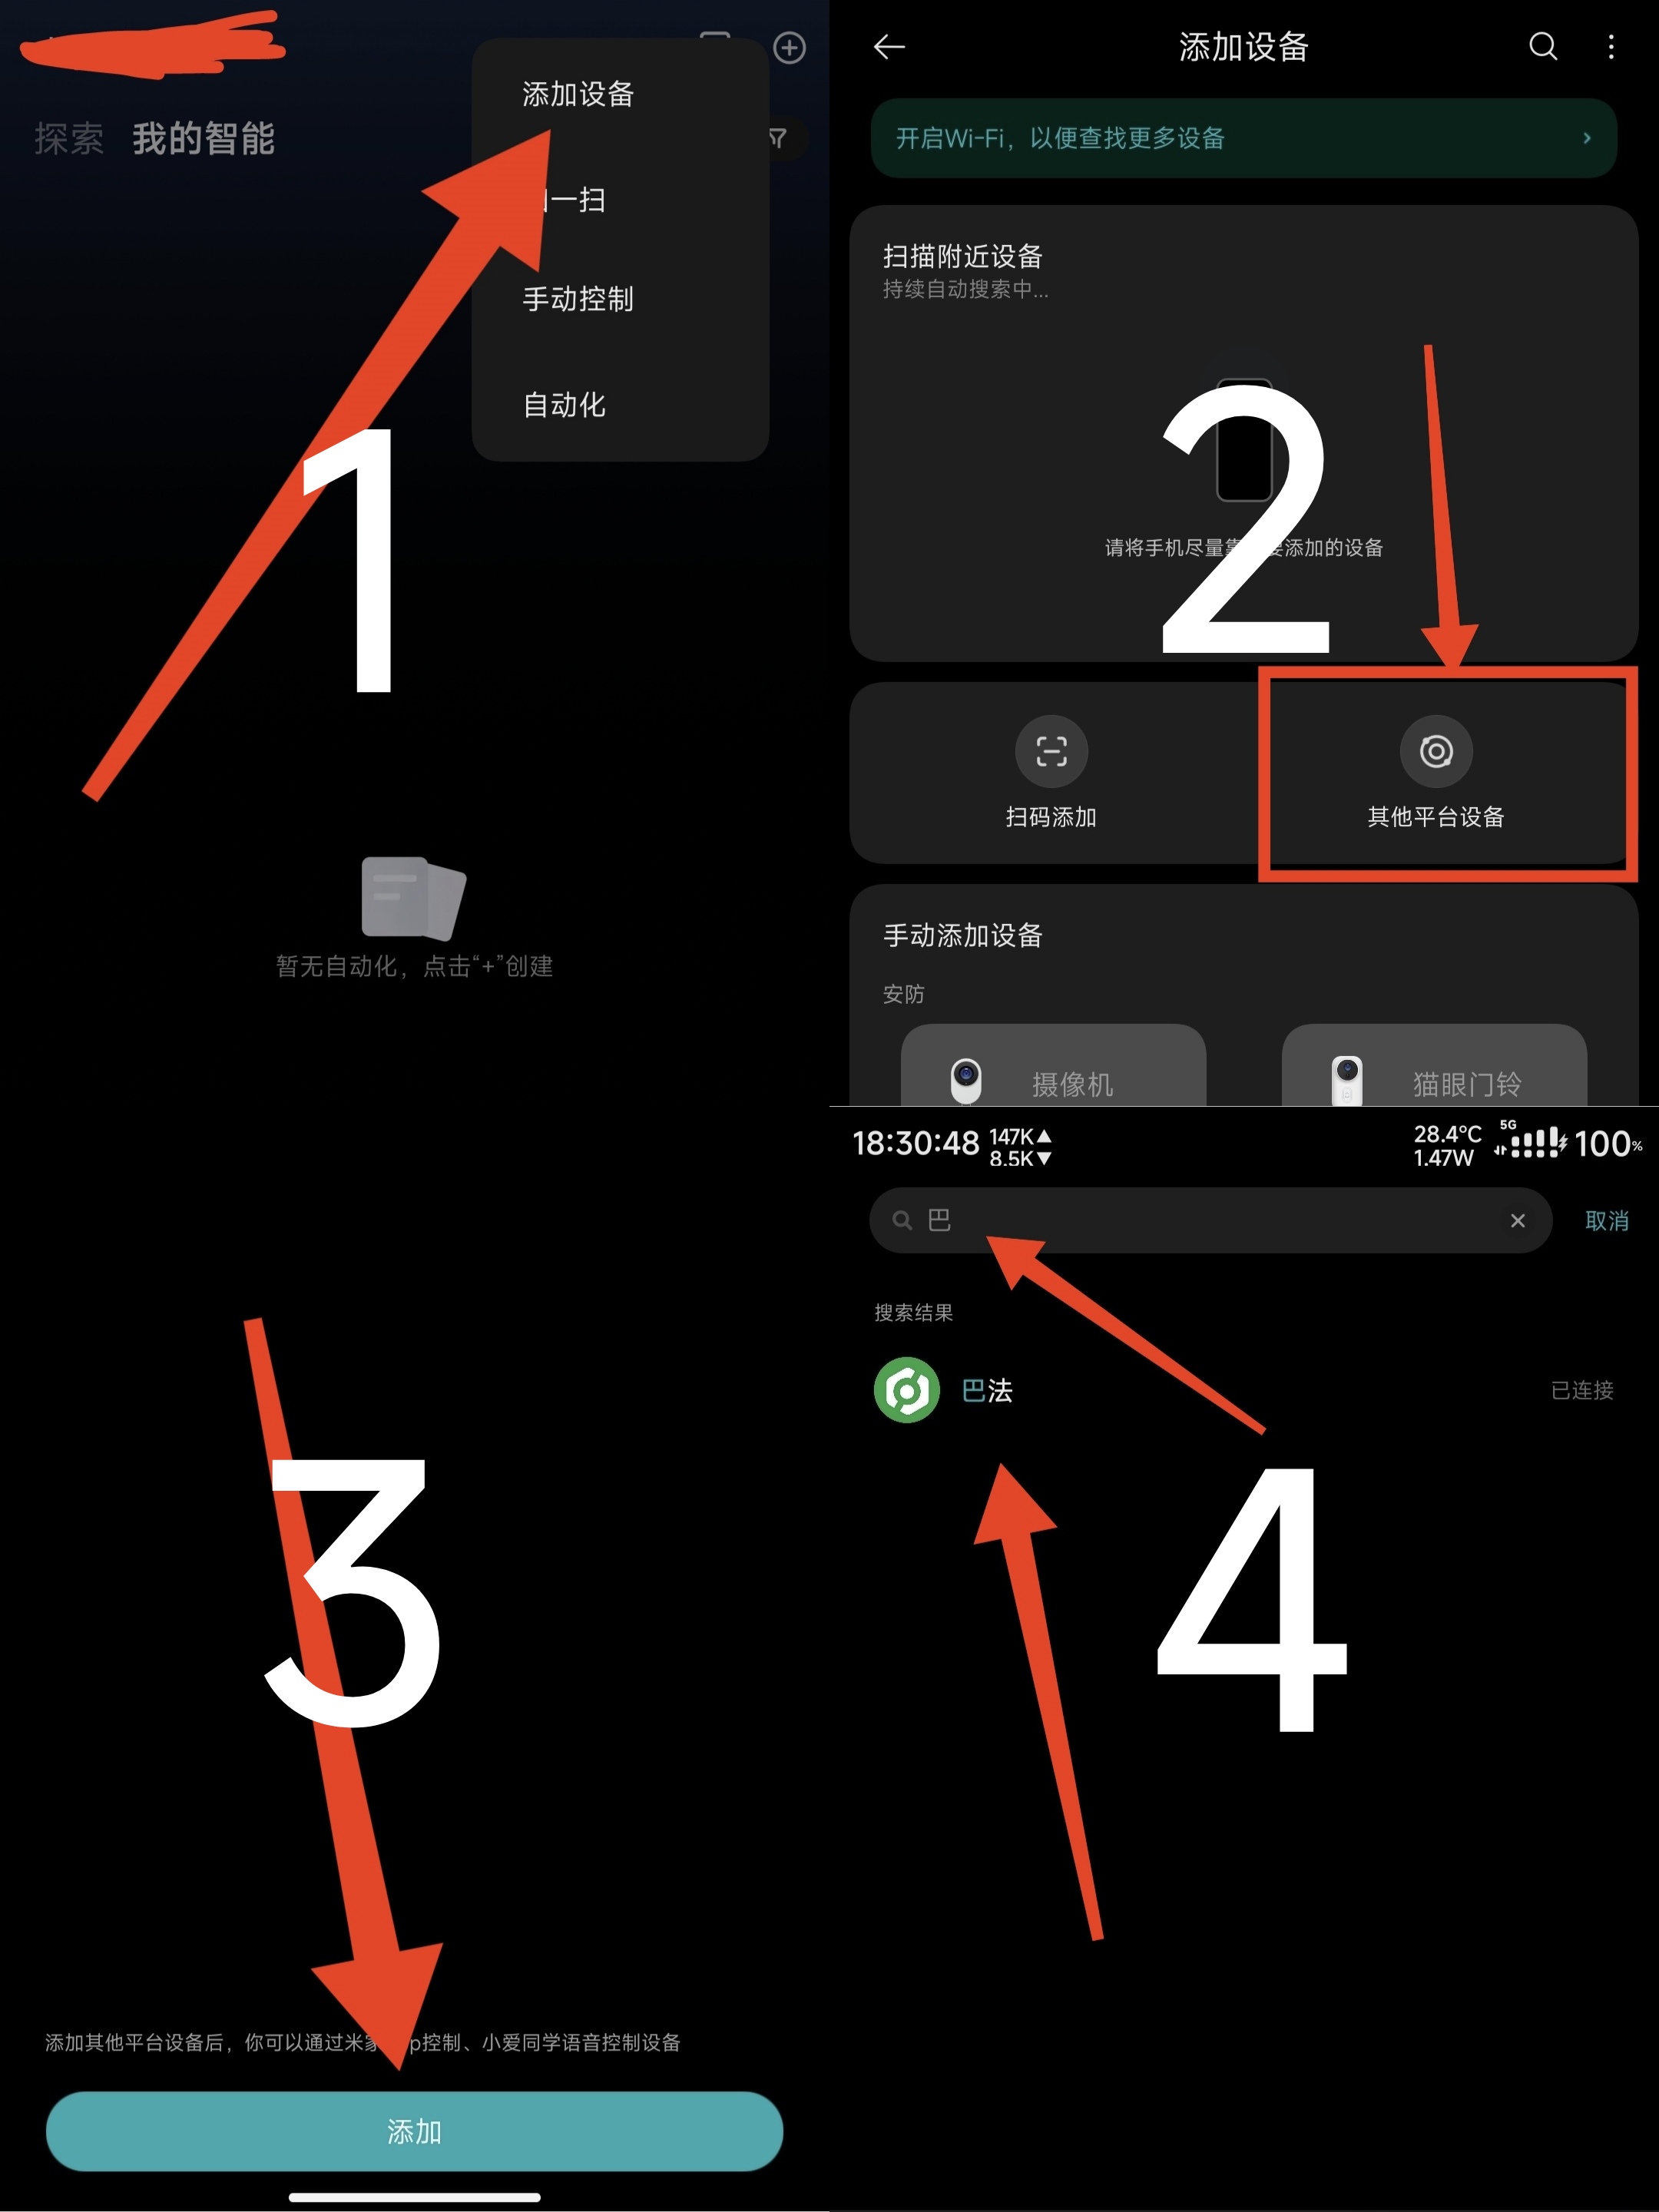 添加设备
探索 我的智能
一扫
手动控制
自动化
1
暂无自动化，点击“+”创建
添加设备
开启Wi-Fi，以便查找更多设备
扫描附近设备
持续自动搜索中...
2
请将手机尽量 添加的设备
扫码添加
其他平台设备
手动添加设备
安防
摄像机
猫眼门铃
3
添加其他平台设备后，你可以通过米家 p控制、小爱同学语音控制设备
添加
18:30:48 147K▲
8.5K▼
28.4°C 5G 100%
1.47W
巴
取消
搜索结果
巴法
已连接
4